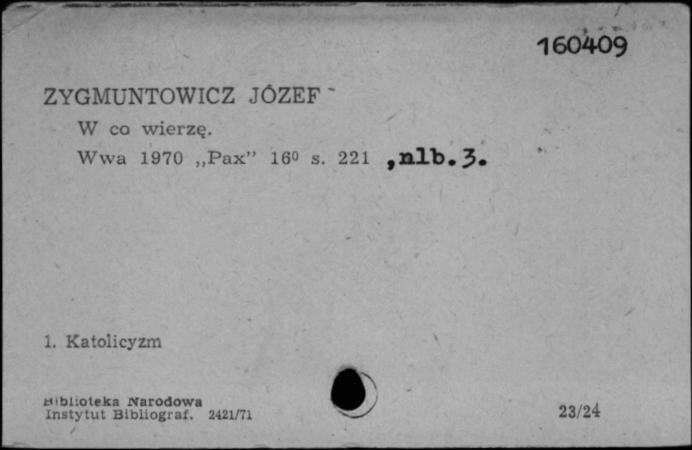 160409
ZYGMUNTOWICZ JÓZEF
W co wierzę.
Wwa 1970 „Pax” 16⁰ s. 221 , nlb. 3.
1. Katolicyzm
Biblioteka Narodowa
Instytut Bibliograf. 2421/71
23/24